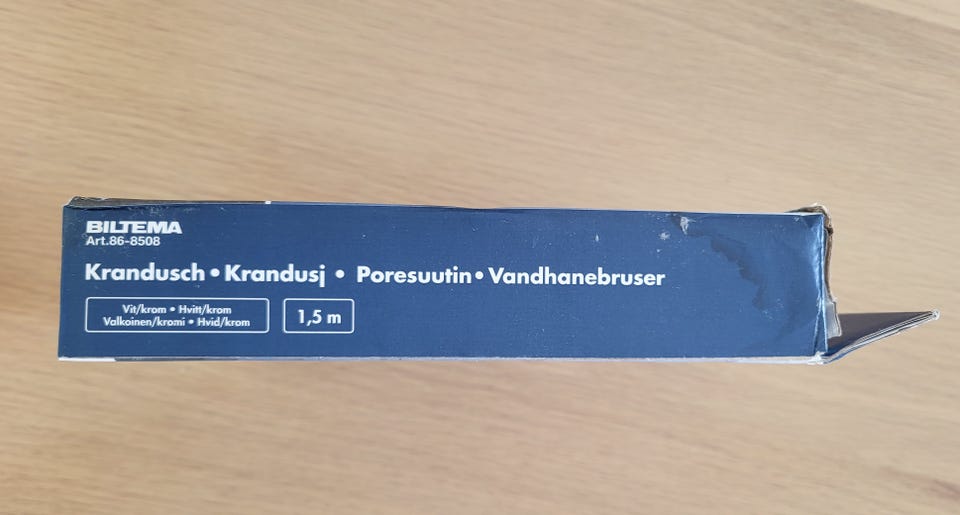 BILTEMA
Art.86-8508
Krandusch • Krandusj • Poresuutin • Vandhanebruser
Vit/krom • Hvitt/krom
Valkoinen/kromi • Hvid/krom
1,5 m